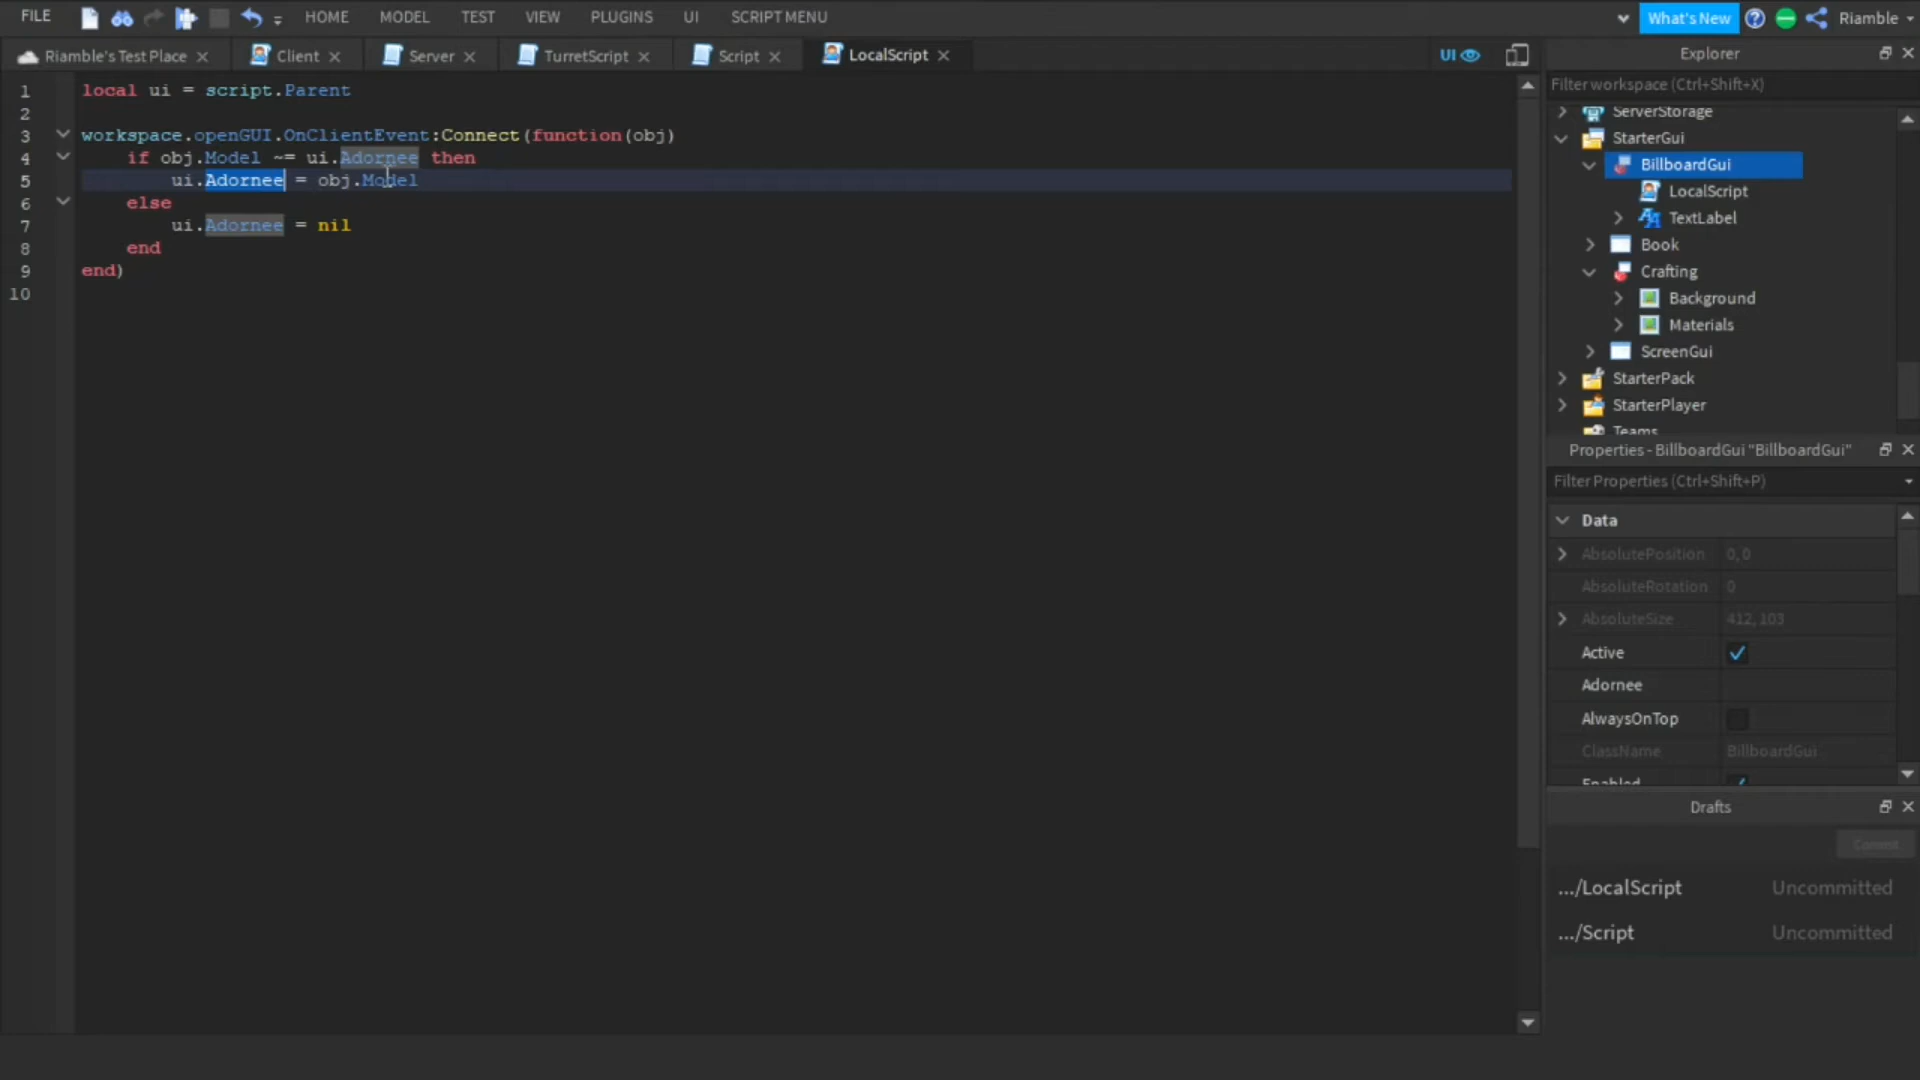 FILE HOME MODEL TEST VIEW PLUGINS UI SCRIPT MENU What's New Riamble
Riamble's Test Place Client Server TurretScript Script LocalScript UI
1 local ui = script.Parent
2
3 workspace.openGUI.OnClientEvent:Connect(function(obj)
4 if obj.Model ~= ui.Adornee then
5 ui.Adornee = obj.Model
6 else
7 ui.Adornee = nil
8 end
9 end)
10
Explorer
Filter workspace (Ctrl+Shift+X)
ServerStorage
StarterGui
BillboardGui
LocalScript
TextLabel
Book
Crafting
Background
Materials
ScreenGui
StarterPack
StarterPlayer
Teams
Properties - BillboardGui "BillboardGui"
Filter Properties (Ctrl+Shift+P)
Data
AbsolutePosition 0, 0
AbsoluteRotation 0
AbsoluteSize 412, 103
Active
Adornee
AlwaysOnTop
ClassName BillboardGui
Enabled
Drafts
Commit
.../LocalScript Uncommitted
.../Script Uncommitted